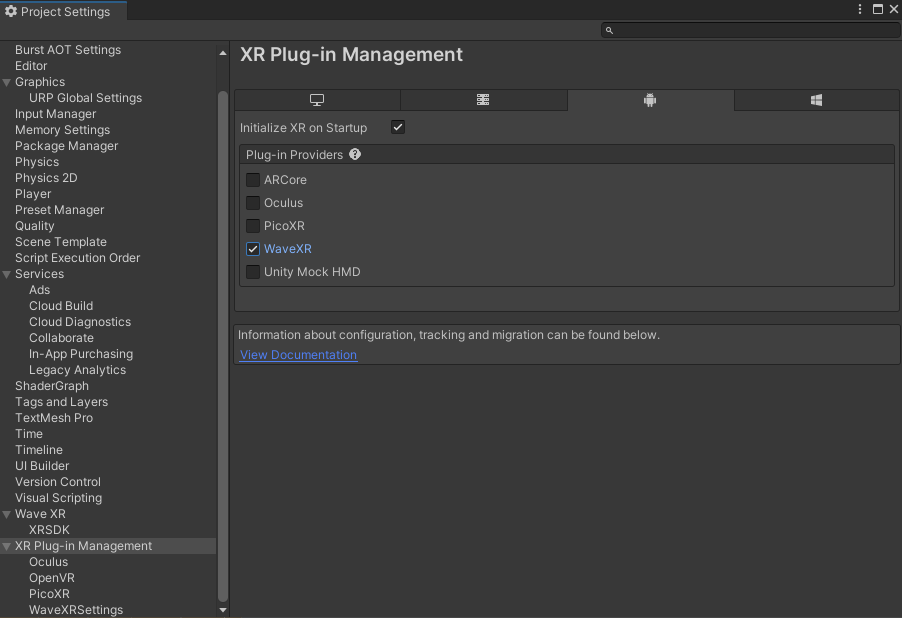 Project Settings
Burst AOT Settings
Editor
Graphics
URP Global Settings
Input Manager
Memory Settings
Package Manager
Physics
Physics 2D
Player
Preset Manager
Quality
Scene Template
Script Execution Order
Services
Ads
Cloud Build
Cloud Diagnostics
Collaborate
In-App Purchasing
Legacy Analytics
ShaderGraph
Tags and Layers
TextMesh Pro
Time
Timeline
UI Builder
Version Control
Visual Scripting
Wave XR
XRSDK
XR Plug-in Management
Oculus
OpenVR
PicoXR
WaveXRSettings
XR Plug-in Management
Initialize XR on Startup
Plug-in Providers
ARCore
Oculus
PicoXR
WaveXR
Unity Mock HMD
Information about configuration, tracking and migration can be found below.
View Documentation